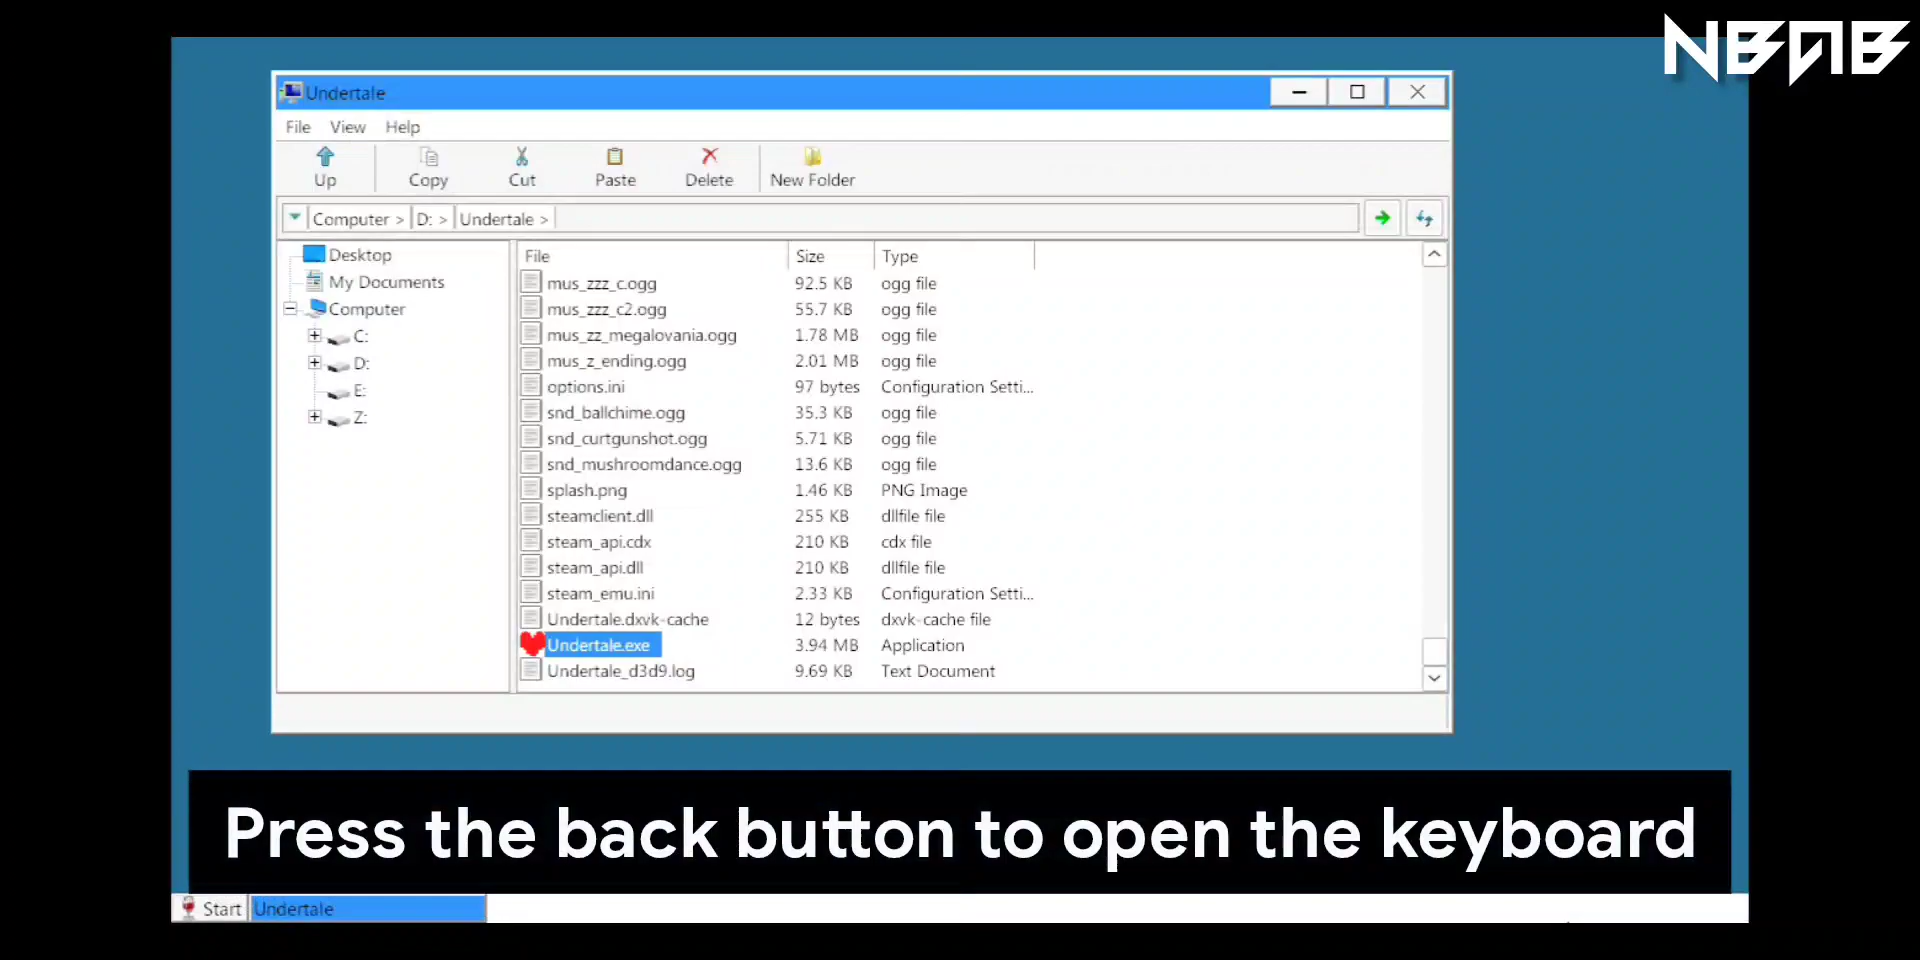 NBAB
Undertale
File View Help
Up Copy Cut Paste Delete New Folder
Computer > D: > Undertale >
Desktop
My Documents
Computer
C:
D:
E:
Z:
File Size Type
mus_zzz_c.ogg 92.5 KB ogg file
mus_zzz_c2.ogg 55.7 KB ogg file
mus_zz_megalovania.ogg 1.78 MB ogg file
mus_z_ending.ogg 2.01 MB ogg file
options.ini 97 bytes Configuration Setti...
snd_ballchime.ogg 35.3 KB ogg file
snd_curtgunshot.ogg 5.71 KB ogg file
snd_mushroomdance.ogg 13.6 KB ogg file
splash.png 1.46 KB PNG Image
steamclient.dll 255 KB dllfile file
steam_api.cdx 210 KB cdx file
steam_api.dll 210 KB dllfile file
steam_emu.ini 2.33 KB Configuration Setti...
Undertale.dxvk-cache 12 bytes dxvk-cache file
Undertale.exe 3.94 MB Application
Undertale_d3d9.log 9.69 KB Text Document
Press the back button to open the keyboard
Start Undertale